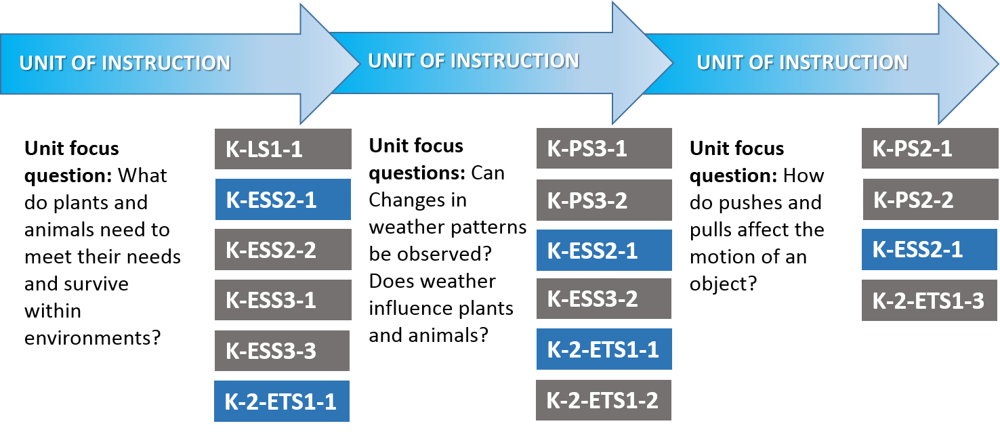 UNIT OF INSTRUCTION
UNIT OF INSTRUCTION
UNIT OF INSTRUCTION
Unit focus
question: What
do plants and
animals need to
meet their needs
and survive
within
environments?
K-LS1-1
K-ESS2-1
K-ESS2-2
K-ESS3-1
K-ESS3-3
K-2-ETS1-1
Unit focus
questions: Can
Changes in
weather patterns
be observed?
Does weather
influence plants
and animals?
K-PS3-1
K-PS3-2
K-ESS2-1
K-ESS3-2
K-2-ETS1-1
K-2-ETS1-2
Unit focus
question: How
do pushes and
pulls affect the
motion of an
object?
K-PS2-1
K-PS2-2
K-ESS2-1
K-2-ETS1-3